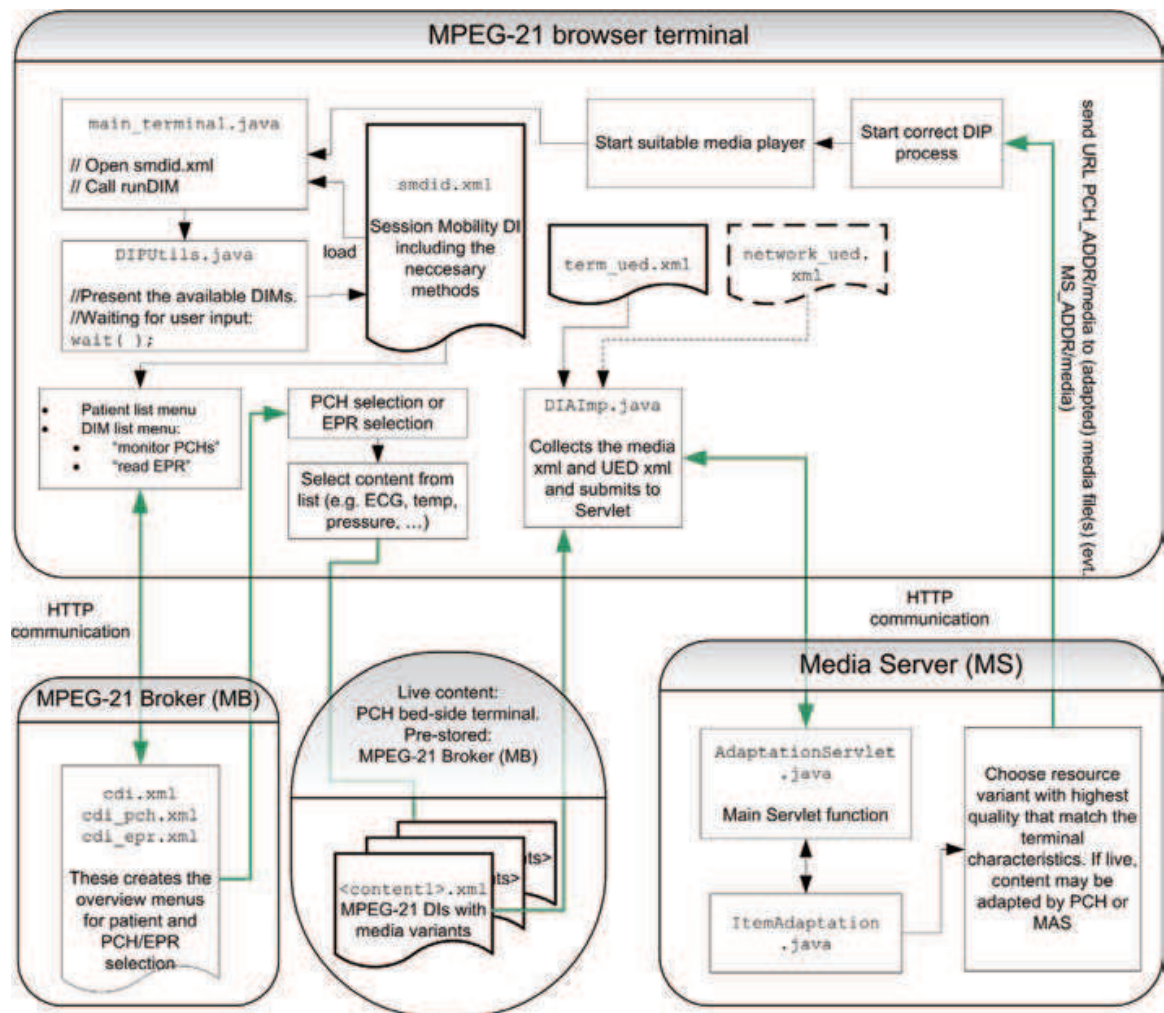 MPEG-21 browser terminal
main_terminal.java
// Open smdid.xml
// Call runDIM
DIPUtils.java
//Present the available DIMs.
//Waiting for user input:
wait( );
load
smdid.xml
Session Mobility DI
including the
neccesary
methods
Start suitable media player
Start correct DIP
process
send URL PCH_ADDR/media to (adapted) media file(s) (evt.
MS_ADDR/media)
term_ued.xml
network_ued.
xml
• Patient list menu
• DIM list menu:
• "monitor PCHs"
• "read EPR"
PCH selection or
EPR selection
Select content from
list (e.g. ECG, temp,
pressure, ...)
DIAImp.java
Collects the media
xml and UED xml
and submits to
Servlet
HTTP
communication
HTTP
communication
MPEG-21 Broker (MB)
cdi.xml
cdi_pch.xml
cdi_epr.xml
These creates the
overview menus
for patient and
PCH/EPR
selection
Live content:
PCH bed-side terminal.
Pre-stored:
MPEG-21 Broker (MB)
nts>
nts>
<content1>.xml
MPEG-21 DIs with
media variants
Media Server (MS)
AdaptationServlet
.java
Main Servlet function
ItemAdaptation
.java
Choose resource
variant with highest
quality that match the
terminal
characteristics. If live,
content may be
adapted by PCH or
MAS